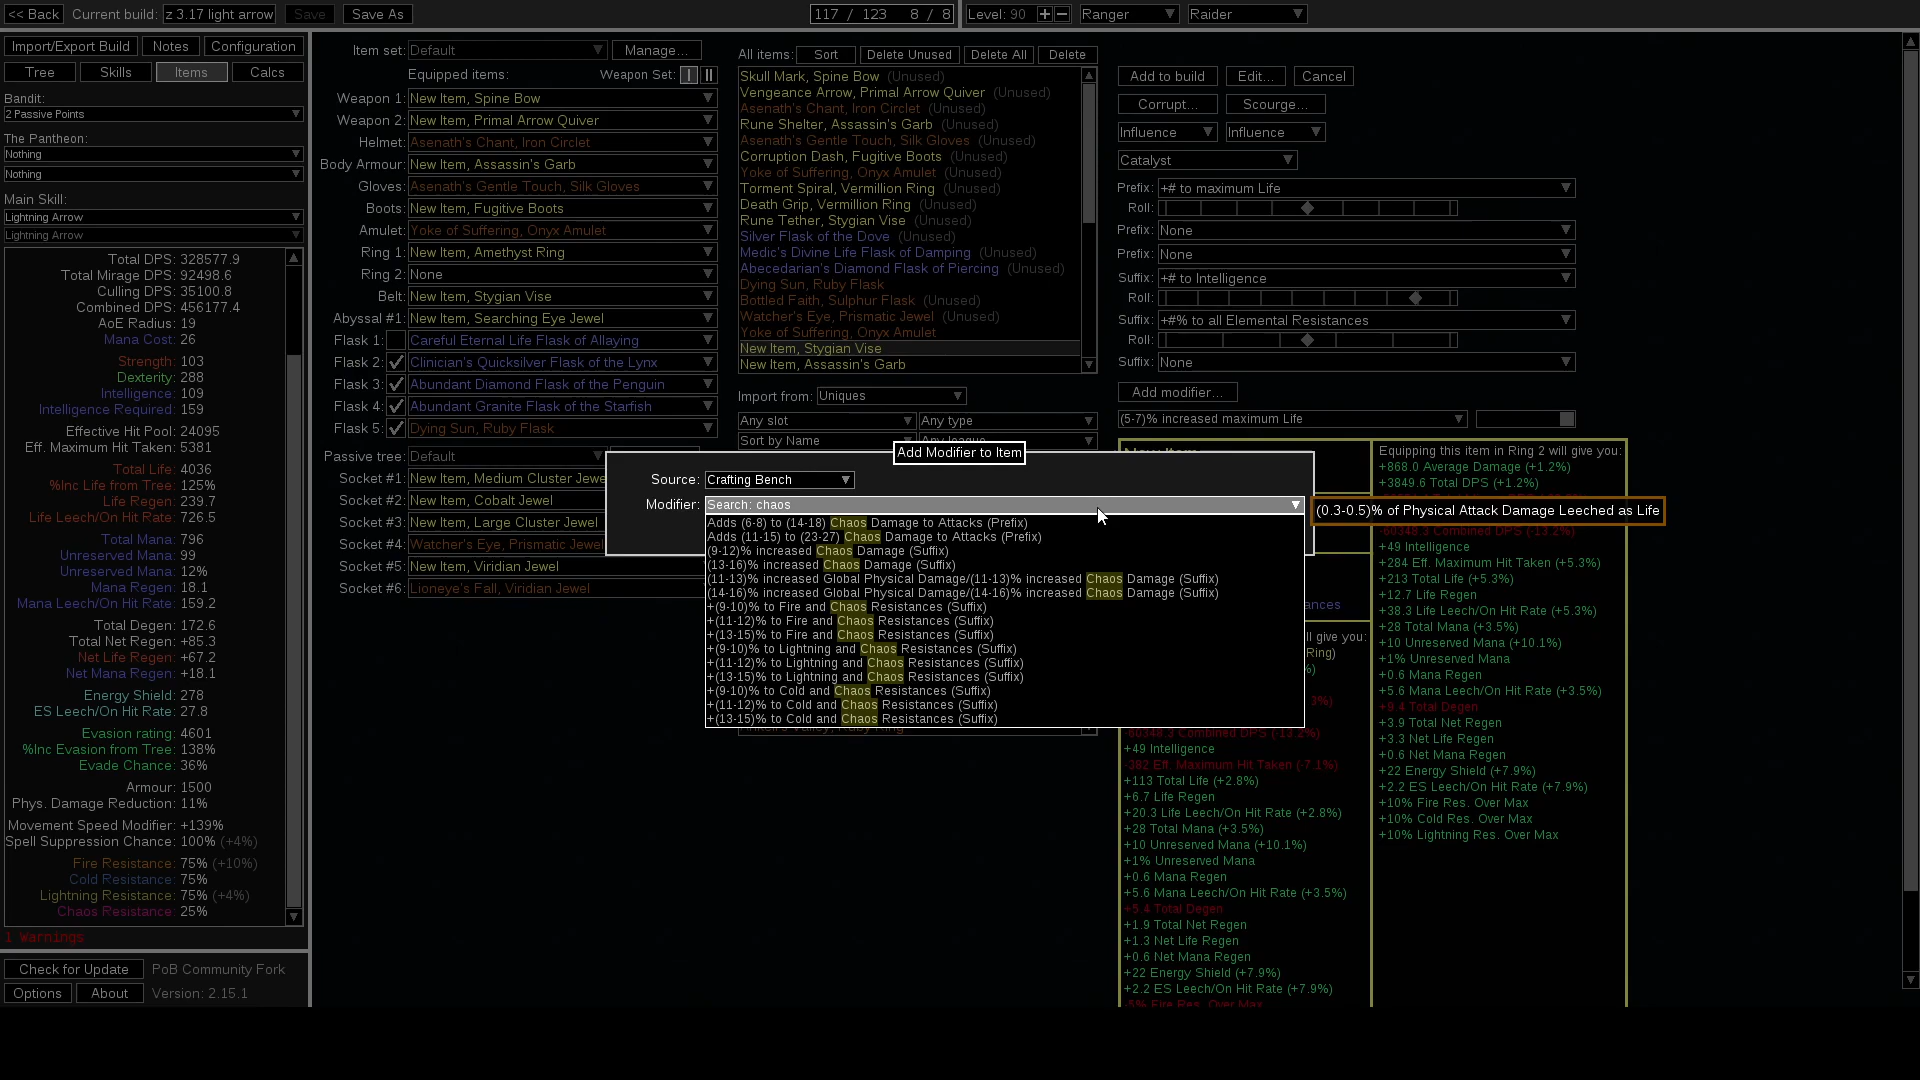 << Back Current build: z 3.17 light arrow Save Save As 117 / 123 8 / 8 Level: 90 Ranger Raider
Import/Export Build Notes Configuration
Tree Skills Items Calcs
Bandit:
2 Passive Points
The Pantheon:
Nothing
Nothing
Main Skill:
Lightning Arrow
Lightning Arrow
Total DPS: 328577.9
Total Mirage DPS: 92498.6
Culling DPS: 35100.8
Combined DPS: 456177.4
AoE Radius: 19
Mana Cost: 26
Strength: 103
Dexterity: 288
Intelligence: 109
Intelligence Required: 159
Effective Hit Pool: 24095
Eff. Maximum Hit Taken: 5381
Total Life: 4036
%Inc Life from Tree: 125%
Life Regen: 239.7
Life Leech/On Hit Rate: 726.5
Total Mana: 796
Unreserved Mana: 99
Unreserved Mana: 12%
Mana Regen: 18.1
Mana Leech/On Hit Rate: 159.2
Total Degen: 172.6
Total Net Regen: +85.3
Net Life Regen: +67.2
Net Mana Regen: +18.1
Energy Shield: 278
ES Leech/On Hit Rate: 27.8
Evasion rating: 4601
%Inc Evasion from Tree: 138%
Evade Chance: 36%
Armour: 1500
Phys. Damage Reduction: 11%
Movement Speed Modifier: +139%
Spell Suppression Chance: 100% (+4%)
Fire Resistance: 75% (+10%)
Cold Resistance: 75%
Lightning Resistance: 75% (+4%)
Chaos Resistance: 25%
1 Warnings
Check for Update PoB Community Fork
Options About Version: 2.15.1
Item set: Default Manage...
Equipped items: Weapon Set: I II
Weapon 1: New Item, Spine Bow
Weapon 2: New Item, Primal Arrow Quiver
Helmet: Asenath's Chant, Iron Circlet
Body Armour: New Item, Assassin's Garb
Gloves: Asenath's Gentle Touch, Silk Gloves
Boots: New Item, Fugitive Boots
Amulet: Yoke of Suffering, Onyx Amulet
Ring 1: New Item, Amethyst Ring
Ring 2: None
Belt: New Item, Stygian Vise
Abyssal #1: New Item, Searching Eye Jewel
Flask 1: Careful Eternal Life Flask of Allaying
Flask 2: Clinician's Quicksilver Flask of the Lynx
Flask 3: Abundant Diamond Flask of the Penguin
Flask 4: Abundant Granite Flask of the Starfish
Flask 5: Dying Sun, Ruby Flask
Passive tree: Default
Socket #1: New Item, Medium Cluster Jewe
Socket #2: New Item, Cobalt Jewel
Socket #3: New Item, Large Cluster Jewel
Socket #4: Watcher's Eye, Prismatic Jewel
Socket #5: New Item, Viridian Jewel
Socket #6: Lioneye's Fall, Viridian Jewel
All items: Sort Delete Unused Delete All Delete
Skull Mark, Spine Bow (Unused)
Vengeance Arrow, Primal Arrow Quiver (Unused)
Asenath's Chant, Iron Circlet (Unused)
Rune Shelter, Assassin's Garb (Unused)
Asenath's Gentle Touch, Silk Gloves (Unused)
Corruption Dash, Fugitive Boots (Unused)
Yoke of Suffering, Onyx Amulet (Unused)
Torment Spiral, Vermillion Ring (Unused)
Death Grip, Vermillion Ring (Unused)
Rune Tether, Stygian Vise (Unused)
Silver Flask of the Dove (Unused)
Medic's Divine Life Flask of Damping (Unused)
Abecedarian's Diamond Flask of Piercing (Unused)
Dying Sun, Ruby Flask
Bottled Faith, Sulphur Flask (Unused)
Watcher's Eye, Prismatic Jewel (Unused)
Yoke of Suffering, Onyx Amulet
New Item, Stygian Vise
New Item, Assassin's Garb
Import from: Uniques
Any slot Any type
Sort by Name Any league
Add Modifier to Item
Source: Crafting Bench
Modifier: Search: chaos
Adds (6-8) to (14-18) Chaos Damage to Attacks (Prefix)
Adds (11-15) to (23-27) Chaos Damage to Attacks (Prefix)
(9-12)% increased Chaos Damage (Suffix)
(13-16)% increased Chaos Damage (Suffix)
(11-13)% increased Global Physical Damage/(11-13)% increased Chaos Damage (Suffix)
(14-16)% increased Global Physical Damage/(14-16)% increased Chaos Damage (Suffix)
+(9-10)% to Fire and Chaos Resistances (Suffix)
+(11-12)% to Fire and Chaos Resistances (Suffix)
+(13-15)% to Fire and Chaos Resistances (Suffix)
+(9-10)% to Lightning and Chaos Resistances (Suffix)
+(11-12)% to Lightning and Chaos Resistances (Suffix)
+(13-15)% to Lightning and Chaos Resistances (Suffix)
+(9-10)% to Cold and Chaos Resistances (Suffix)
+(11-12)% to Cold and Chaos Resistances (Suffix)
+(13-15)% to Cold and Chaos Resistances (Suffix)
Add to build Edit... Cancel
Corrupt... Scourge...
Influence Influence
Catalyst
Prefix: +# to maximum Life
Roll:
Prefix: None
Prefix: None
Suffix: +# to Intelligence
Roll:
Suffix: +#% to all Elemental Resistances
Roll:
Suffix: None
Add modifier...
(5-7)% increased maximum Life
(0.3-0.5)% of Physical Attack Damage Leeched as Life
ances
ll give you:
Ring)
%)
3%)
-60348.3 Combined DPS (-13.2%)
+49 Intelligence
-382 Eff. Maximum Hit Taken (-7.1%)
+113 Total Life (+2.8%)
+6.7 Life Regen
+20.3 Life Leech/On Hit Rate (+2.8%)
+28 Total Mana (+3.5%)
+10 Unreserved Mana (+10.1%)
+1% Unreserved Mana
+0.6 Mana Regen
+5.6 Mana Leech/On Hit Rate (+3.5%)
+5.4 Total Degen
+1.9 Total Net Regen
+1.3 Net Life Regen
+0.6 Net Mana Regen
+22 Energy Shield (+7.9%)
+2.2 ES Leech/On Hit Rate (+7.9%)
-5% Fire Res. Over Max
Equipping this item in Ring 2 will give you:
+868.0 Average Damage (+1.2%)
+3849.6 Total DPS (+1.2%)
-60348.3 Combined DPS (-13.2%)
+49 Intelligence
+284 Eff. Maximum Hit Taken (+5.3%)
+213 Total Life (+5.3%)
+12.7 Life Regen
+38.3 Life Leech/On Hit Rate (+5.3%)
+28 Total Mana (+3.5%)
+10 Unreserved Mana (+10.1%)
+1% Unreserved Mana
+0.6 Mana Regen
+5.6 Mana Leech/On Hit Rate (+3.5%)
+9.4 Total Degen
+3.9 Total Net Regen
+3.3 Net Life Regen
+0.6 Net Mana Regen
+22 Energy Shield (+7.9%)
+2.2 ES Leech/On Hit Rate (+7.9%)
+10% Fire Res. Over Max
+10% Cold Res. Over Max
+10% Lightning Res. Over Max